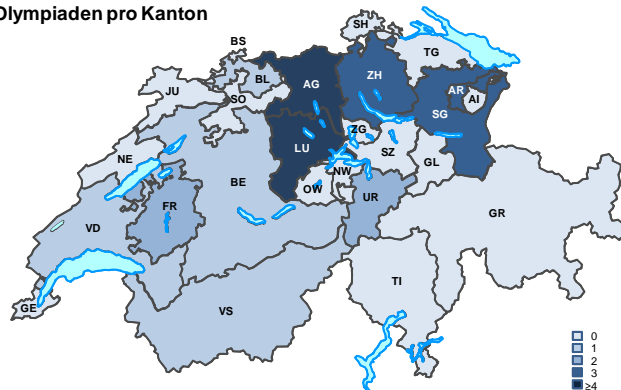 Olympiaden pro Kanton
SH
BS
TG
BL
AG
ZH
JU
SO
AR
AI
SG
LU
ZG
NE
SZ
GL
NW
BE
OW
FR
UR
GR
VD
TI
GE
VS
0
1
2
3
≥4